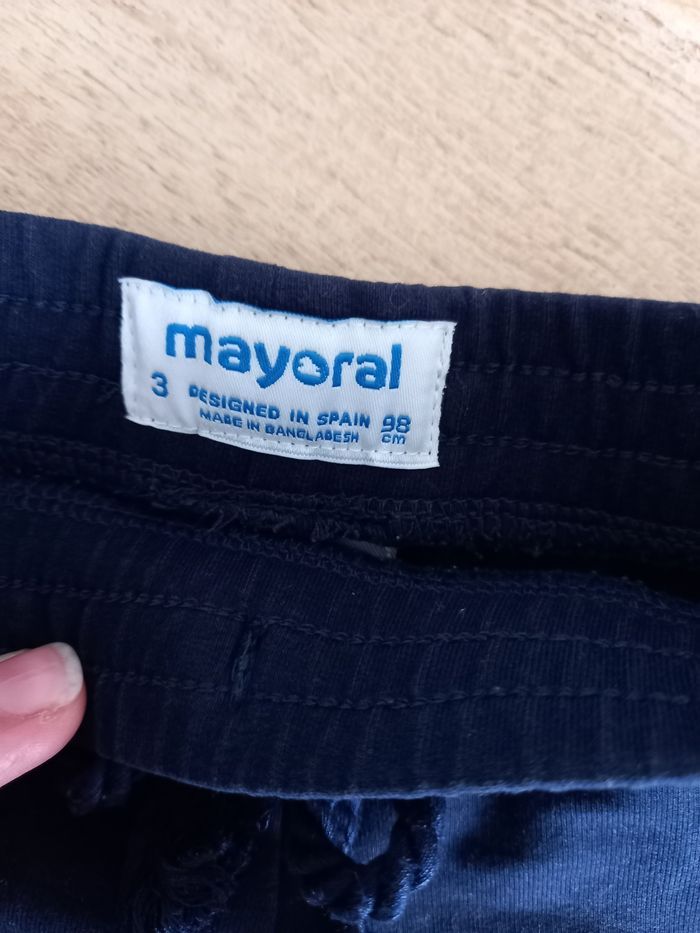 mayoral
3 DESIGNED IN SPAIN 98
MADE IN BANGLADESH cm